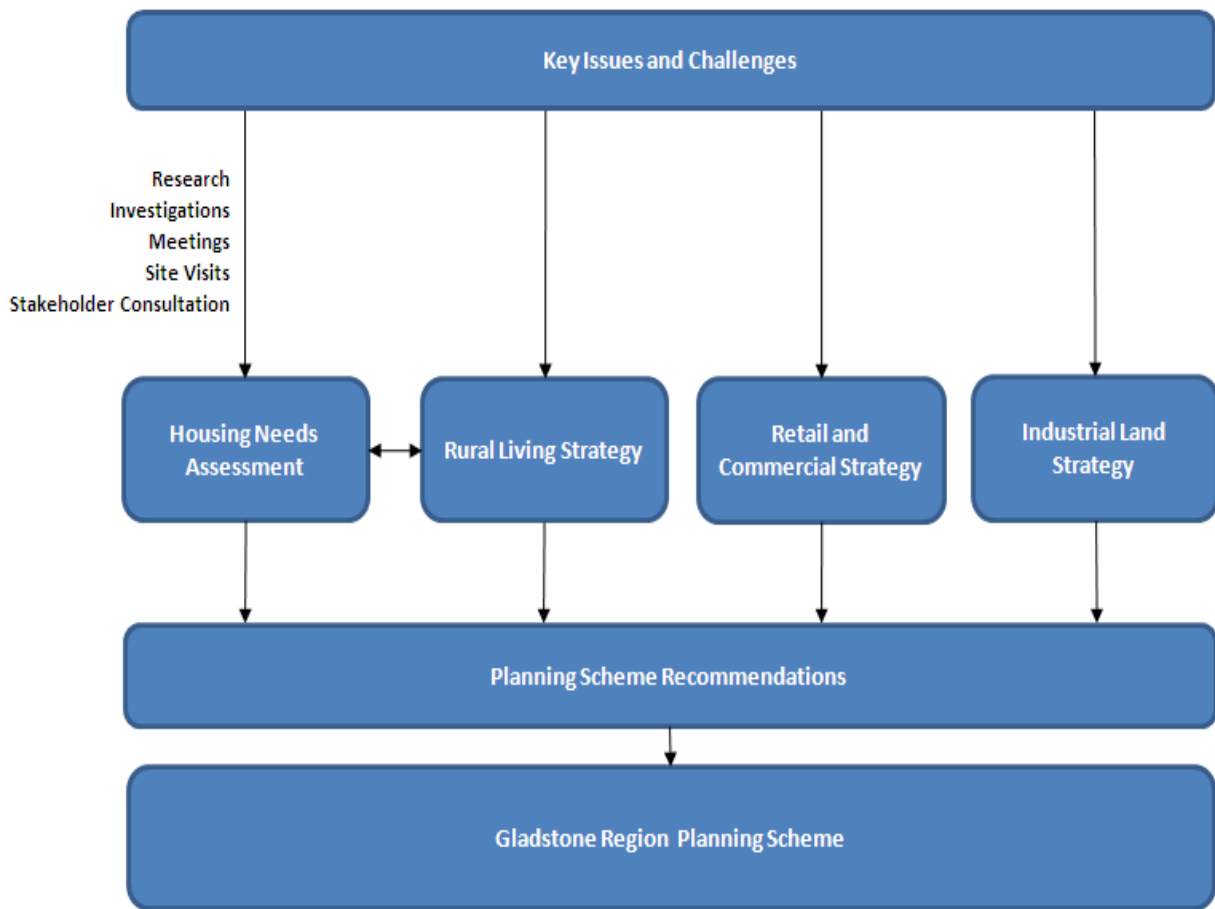 Key Issues and Challenges
Research
Investigations
Meetings
Site Visits
Stakeholder Consultation
Housing Needs
Assessment
Rural Living Strategy
Retail and
Commercial Strategy
Industrial Land
Strategy
Planning Scheme Recommendations
Gladstone Region Planning Scheme